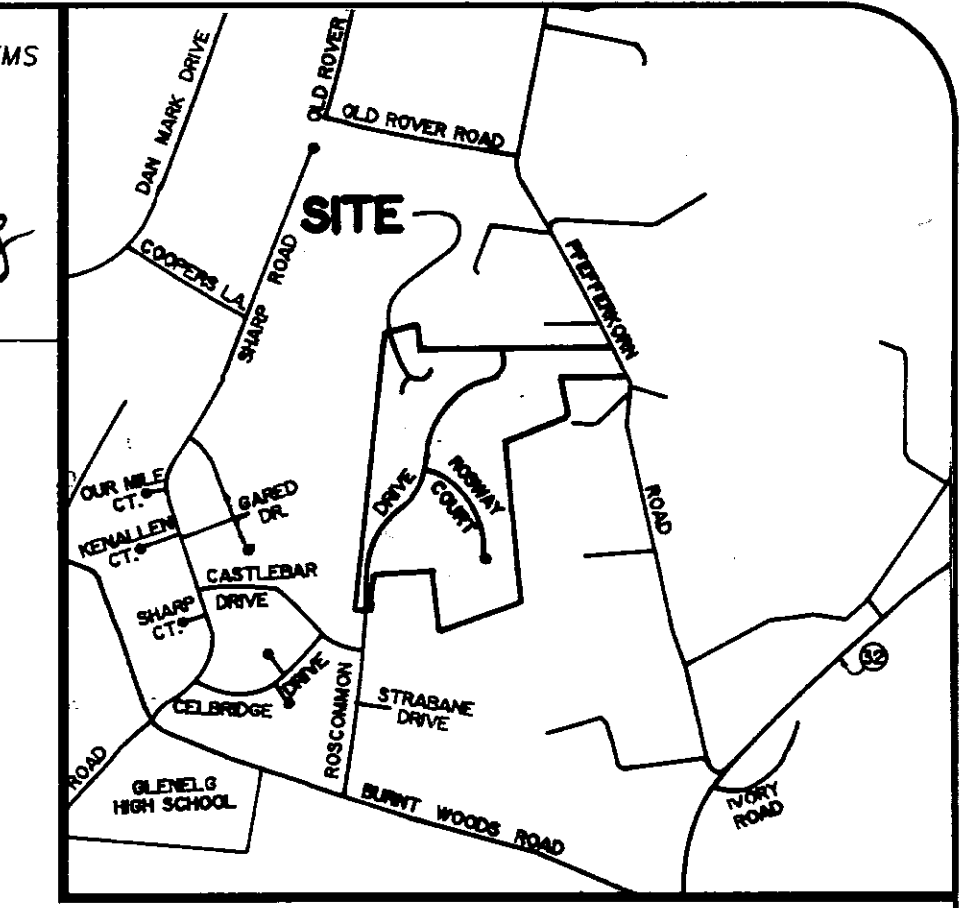 EMS
DAN MARK DRIVE
OLD ROVER
OLD ROVER ROAD
SITE
COOPERS LA.
SHARP ROAD
PFEFFERKORN
ROAD
OUR MILE
CT.
GARED
DR.
KENALLEN
CT.
DRIVE
ROSWAY
COURT
CASTLEBAR
DRIVE
SHARP
CT.
CELBRIDGE DRIVE
ROSCOMMON
STRABANE
DRIVE
32
ROAD
GLENELG
HIGH SCHOOL
BURNT WOODS ROAD
IVORY
ROAD